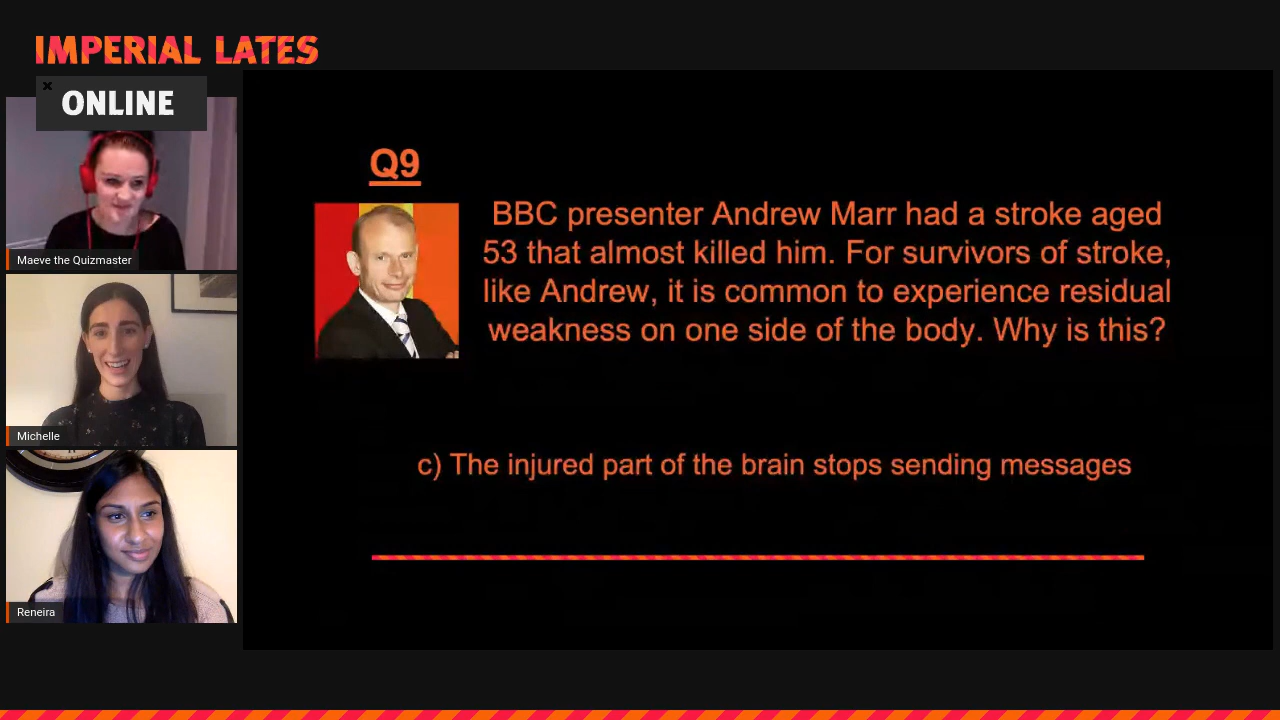 IMPERIAL LATES
ONLINE
Maeve the Quizmaster
Michelle
Reneira
Q9
BBC presenter Andrew Marr had a stroke aged
53 that almost killed him. For survivors of stroke,
like Andrew, it is common to experience residual
weakness on one side of the body. Why is this?
c) The injured part of the brain stops sending messages